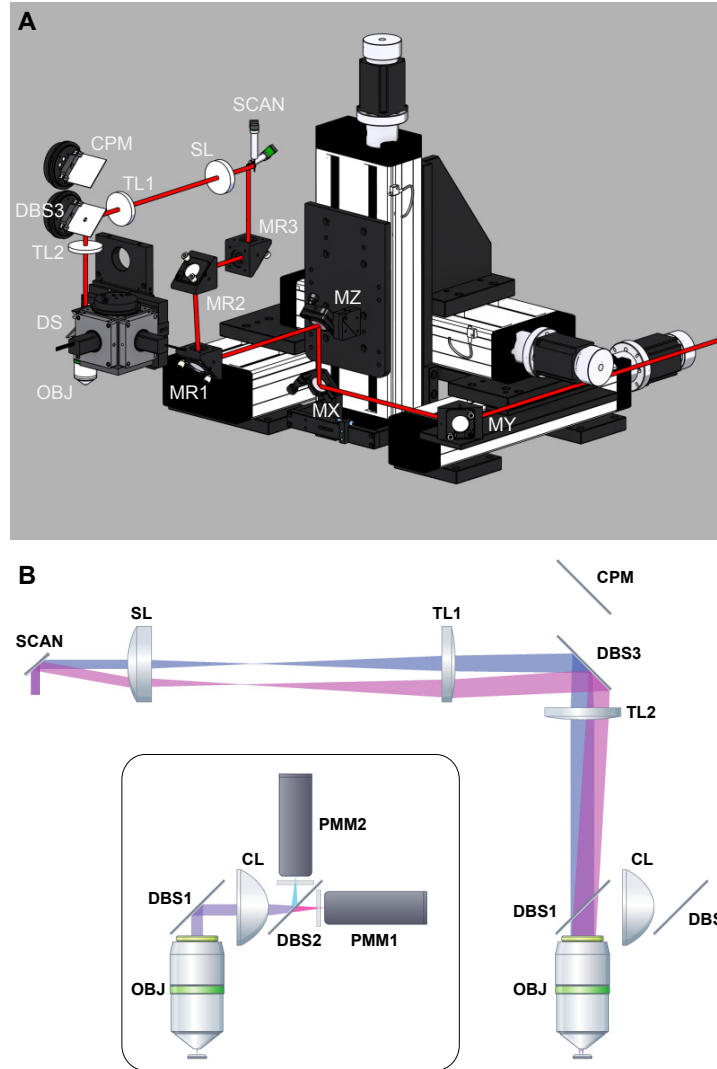 A
SCAN
CPM
SL
TL1
DBS3
MR3
TL2
MR2
MZ
DS
OBJ
MR1
MX
MY
B
CPM
SL
TL1
SCAN
DBS3
TL2
PMM2
CL
CL
DBS1
DBS1
DBS
DBS2
PMM1
OBJ
OBJ